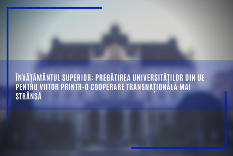 ÎNVĂȚĂMÂNTUL SUPERIOR: PREGĂTIREA UNIVERSITĂȚILOR DIN UE
PENTRU VIITOR PRINTR-O COOPERARE TRANSNAȚIONALĂ MAI
STRÂNSĂ